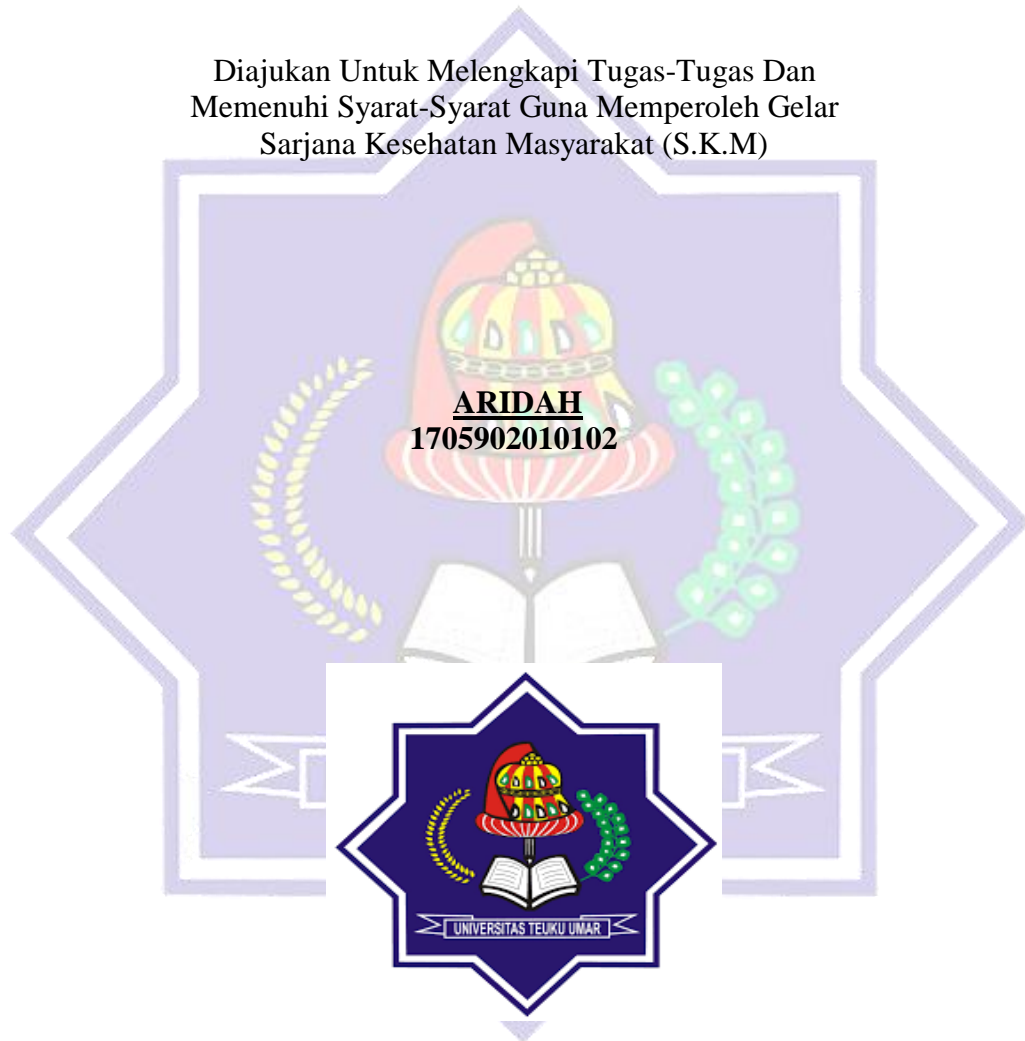 Diajukan Untuk Melengkapi Tugas-Tugas Dan
Memenuhi Syarat-Syarat Guna Memperoleh Gelar
Sarjana Kesehatan Masyarakat (S.K.M)
ARIDAH
1705902010102
UNIVERSITAS TEUKU UMAR